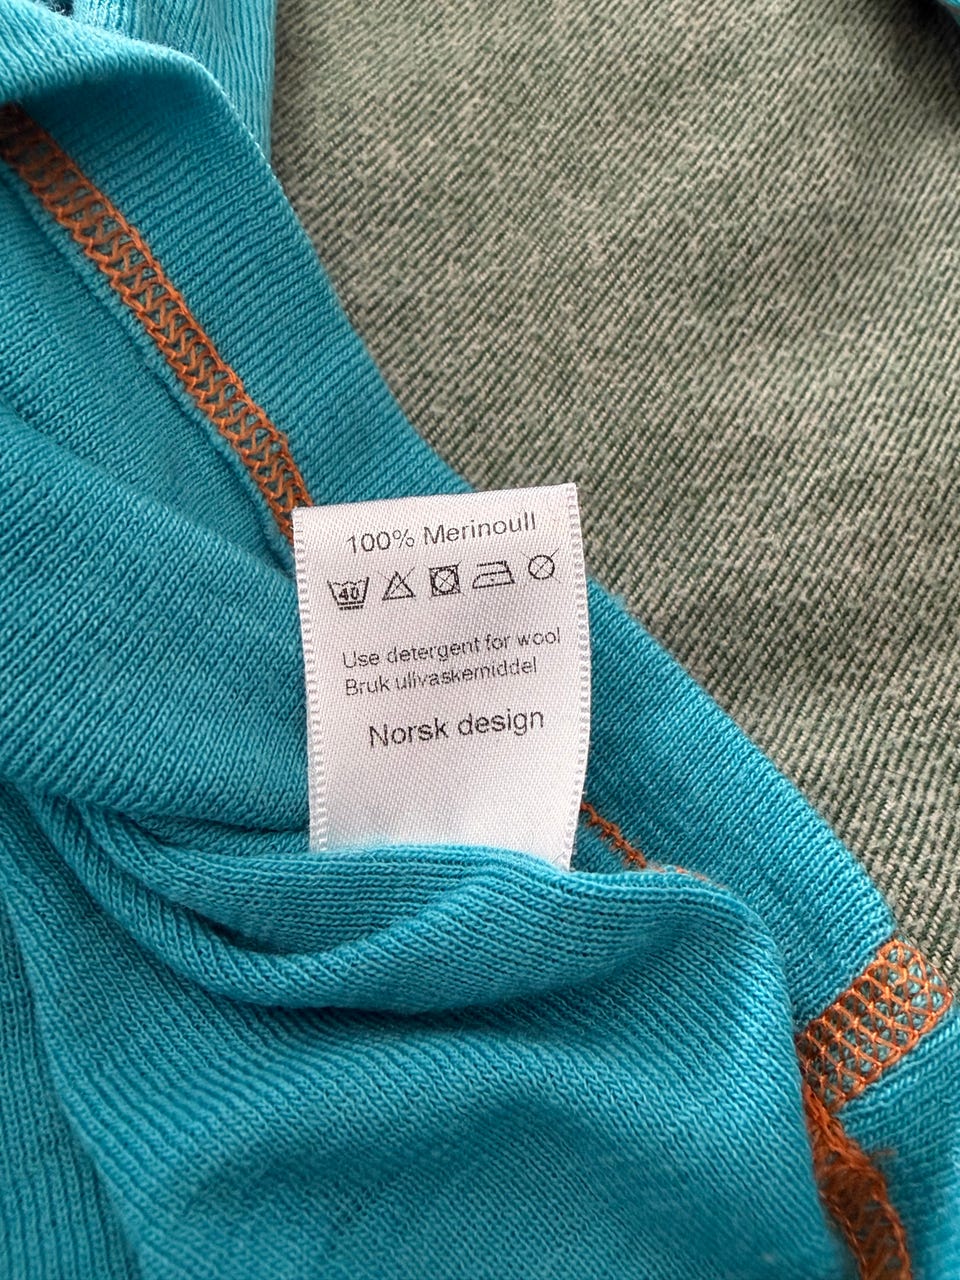 100% Merinoull
40
Use detergent for wool
Bruk ullvaskemiddel
Norsk design